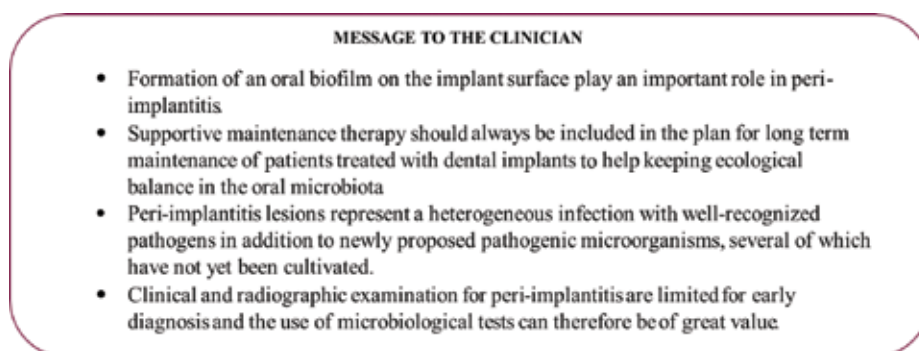 MESSAGE TO THE CLINICIAN
• Formation of an oral biofilm on the implant surface play an important role in peri-
implantitis.
• Supportive maintenance therapy should always be included in the plan for long term
maintenance of patients treated with dental implants to help keeping ecological
balance in the oral microbiota
• Peri-implantitis lesions represent a heterogeneous infection with well-recognized
pathogens in addition to newly proposed pathogenic microorganisms, several of which
have not yet been cultivated.
• Clinical and radiographic examination for peri-implantitis are limited for early
diagnosis and the use of microbiological tests can therefore be of great value.